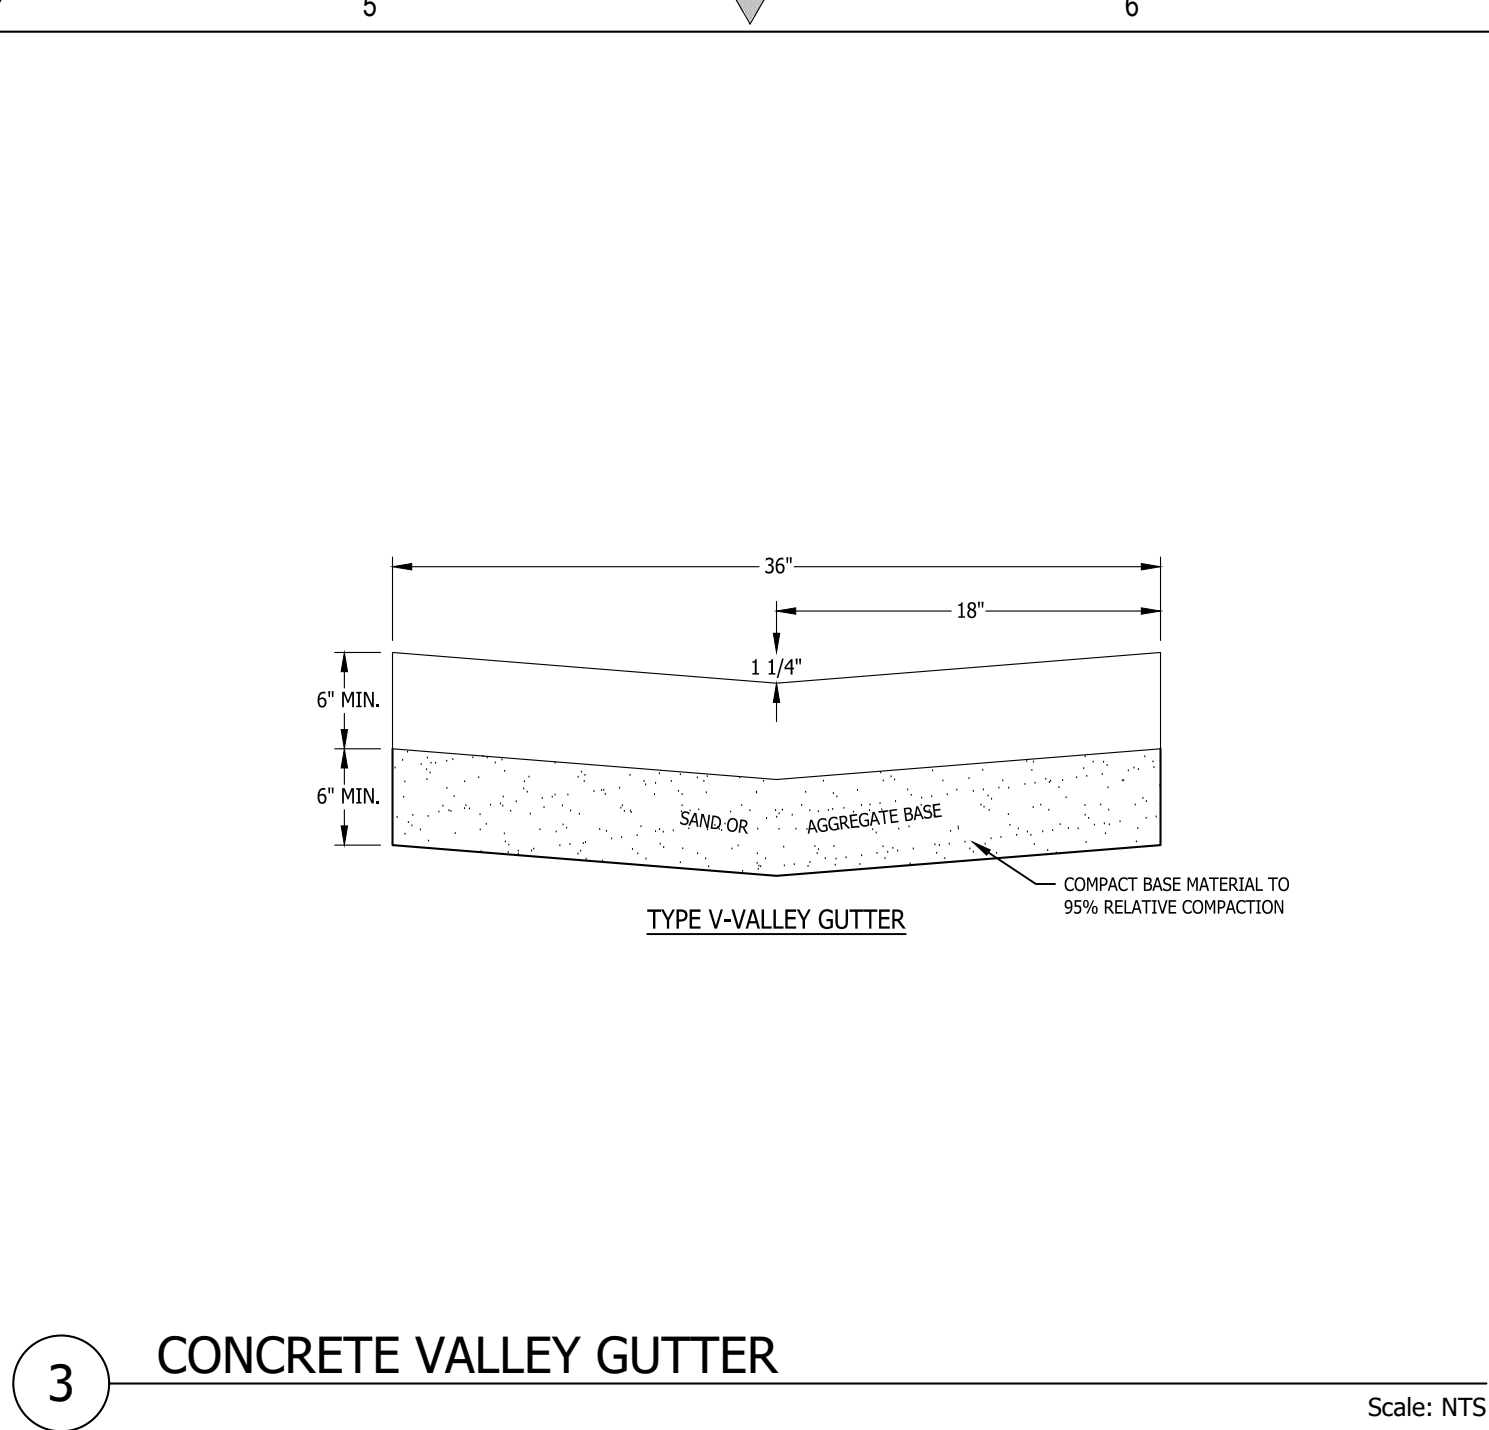 5 6
36"
18"
1 1/4"
6" MIN.
6" MIN.
SAND OR AGGREGATE BASE
COMPACT BASE MATERIAL TO
95% RELATIVE COMPACTION
TYPE V-VALLEY GUTTER
3 CONCRETE VALLEY GUTTER
Scale: NTS